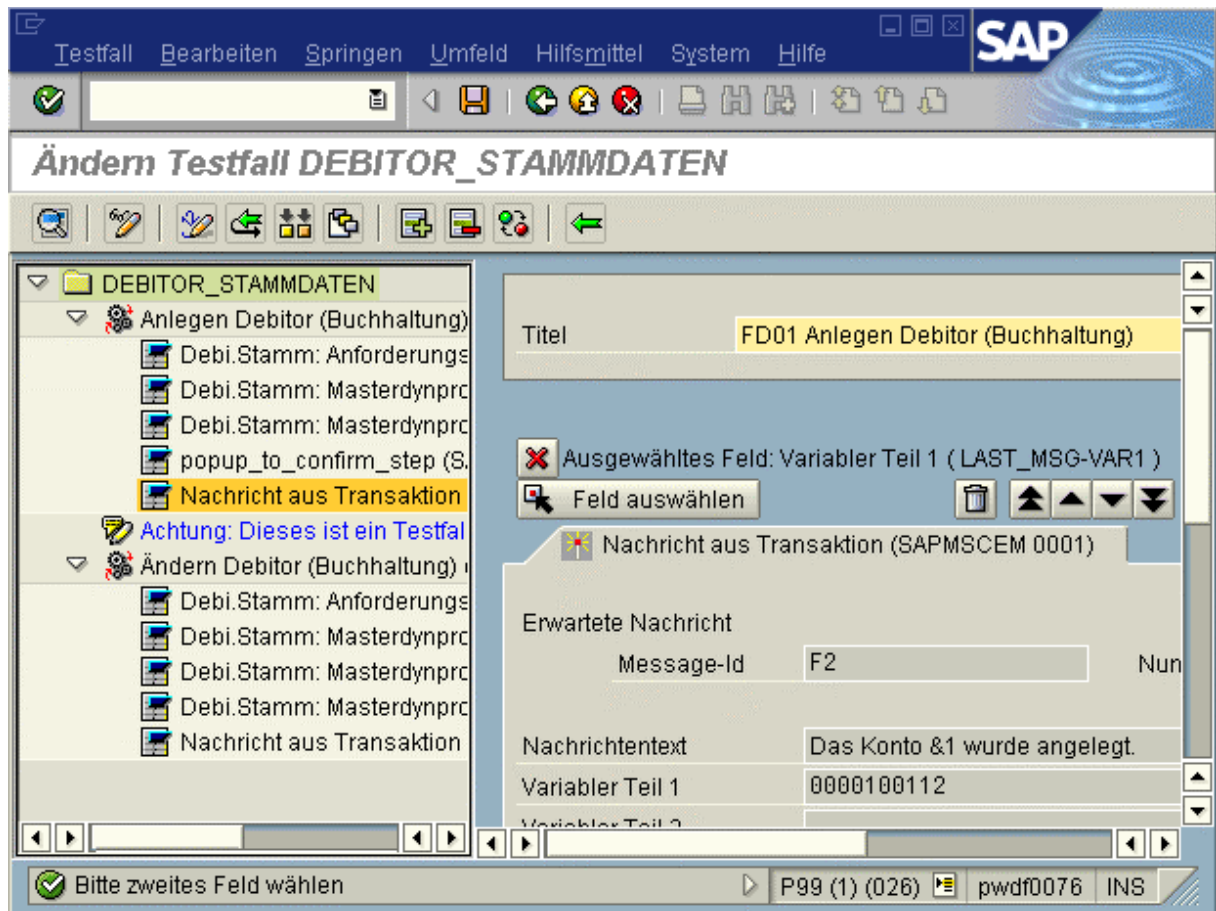 Testfall Bearbeiten Springen Umfeld Hilfsmittel System Hilfe
SAP
Ändern Testfall DEBITOR_STAMMDATEN
DEBITOR_STAMMDATEN
Anlegen Debitor (Buchhaltung)
Debi.Stamm: Anforderungs
Debi.Stamm: Masterdynpro
Debi.Stamm: Masterdynpro
popup_to_confirm_step (S.
Nachricht aus Transaktion
Achtung: Dieses ist ein Testfal
Ändern Debitor (Buchhaltung)
Debi.Stamm: Anforderungs
Debi.Stamm: Masterdynpro
Debi.Stamm: Masterdynpro
Debi.Stamm: Masterdynpro
Nachricht aus Transaktion
Titel FD01 Anlegen Debitor (Buchhaltung)
Ausgewähltes Feld: Variabler Teil 1 ( LAST_MSG-VAR1 )
Feld auswählen
Nachricht aus Transaktion (SAPMSCEM 0001)
Erwartete Nachricht
Message-Id F2 Nun
Nachrichtentext Das Konto &1 wurde angelegt.
Variabler Teil 1 0000100112
Variabler Teil 2
Bitte zweites Feld wählen P99 (1) (026) pwdf0076 INS